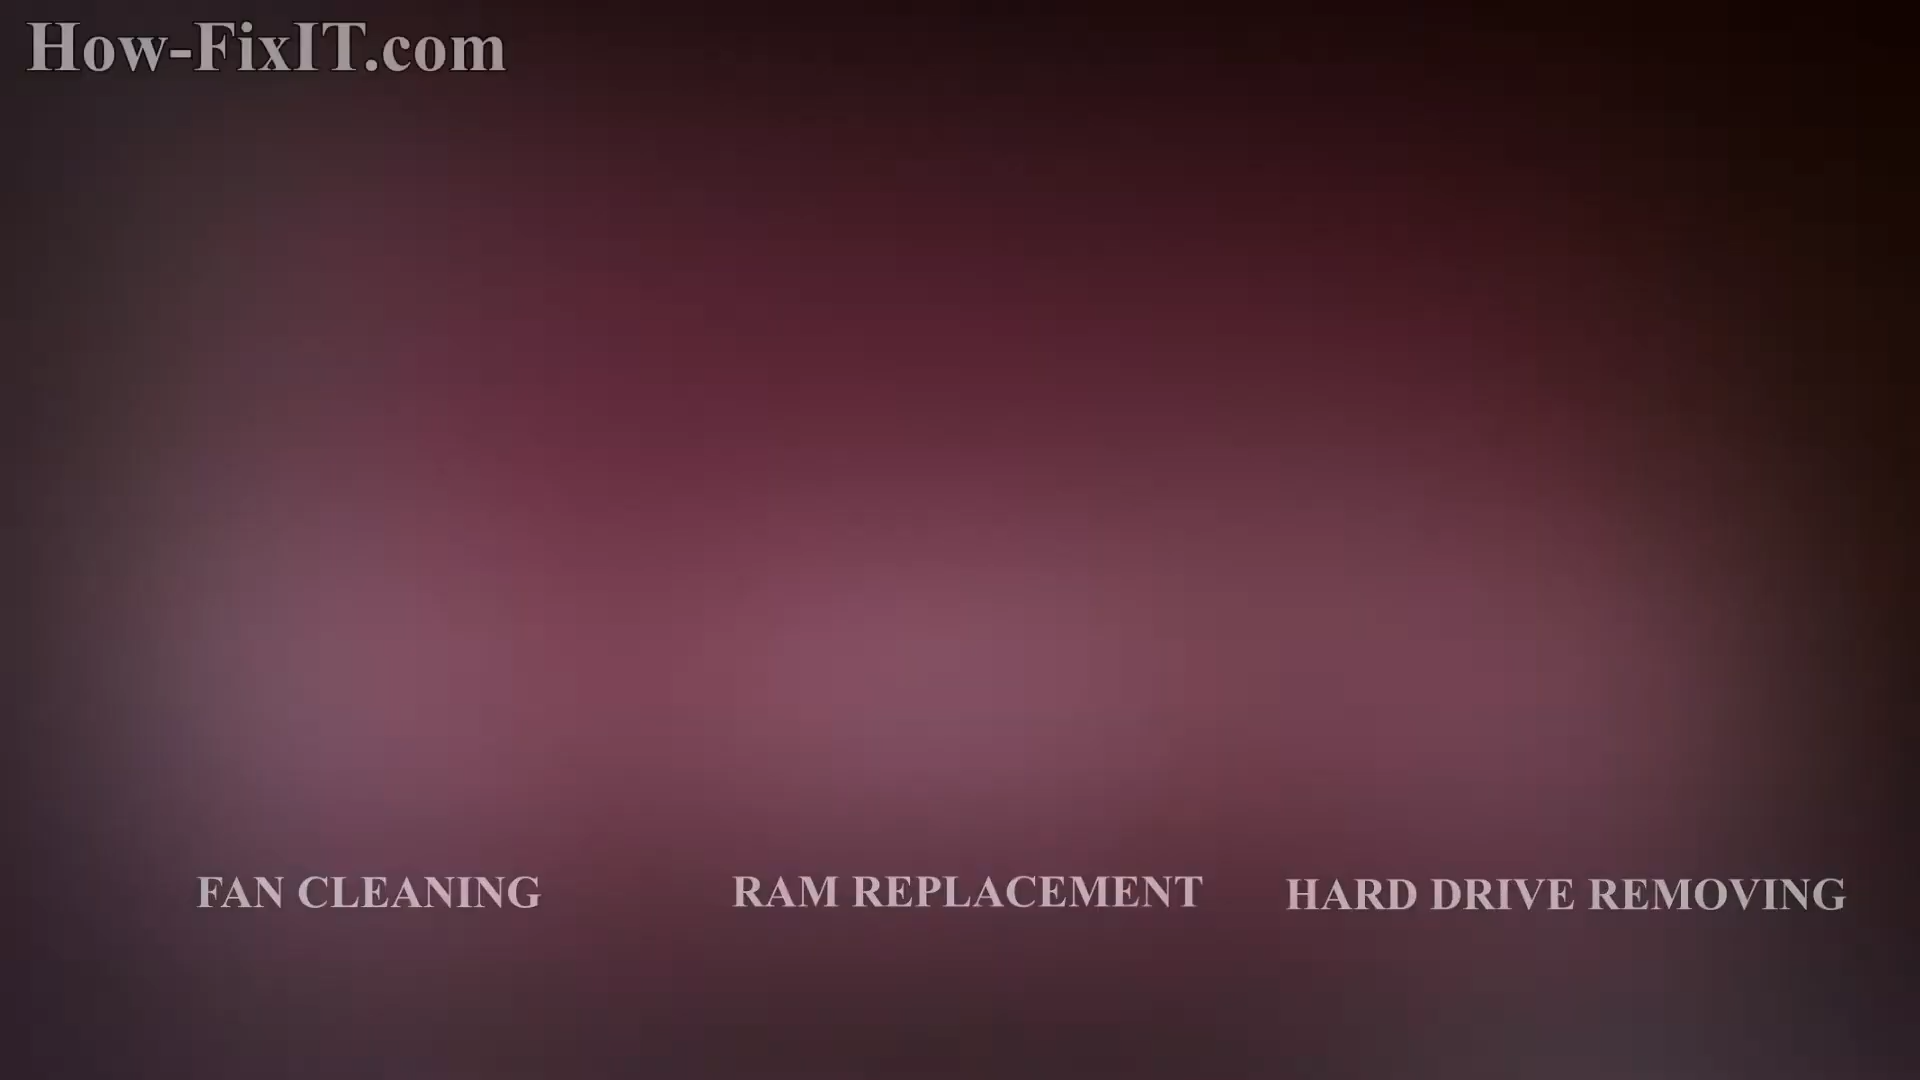 How-FixIT.com
FAN CLEANING
RAM REPLACEMENT
HARD DRIVE REMOVING